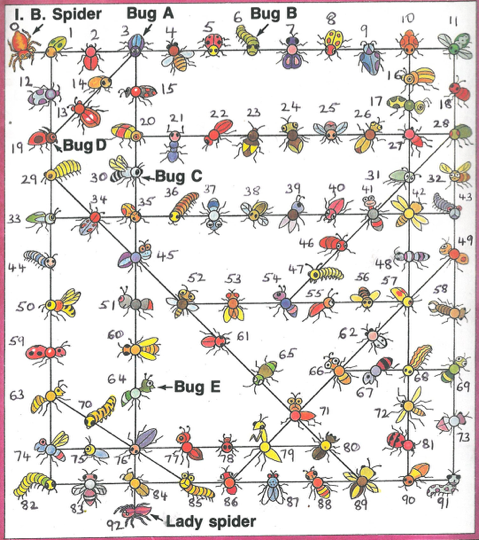 I. B. Spider Bug A Bug B
0 1 2 3 4 5 6 7 8 9 10 11
12 14 15 16 17 18
13
19 Bug D 20 21 22 23 24 25 26 27 28
29 30 Bug C 31 32
33 34 35 36 37 38 39 40 41 42 43
44 45 46 47 48 49
50 51 52 53 54 55 56 57 58
59 60 61 62
63 64 Bug E 65 66 67 68 69
70 71 72 73
74 75 76 77 78 79 80 81
82 83 84 85 86 87 88 89 90 91
92 Lady spider